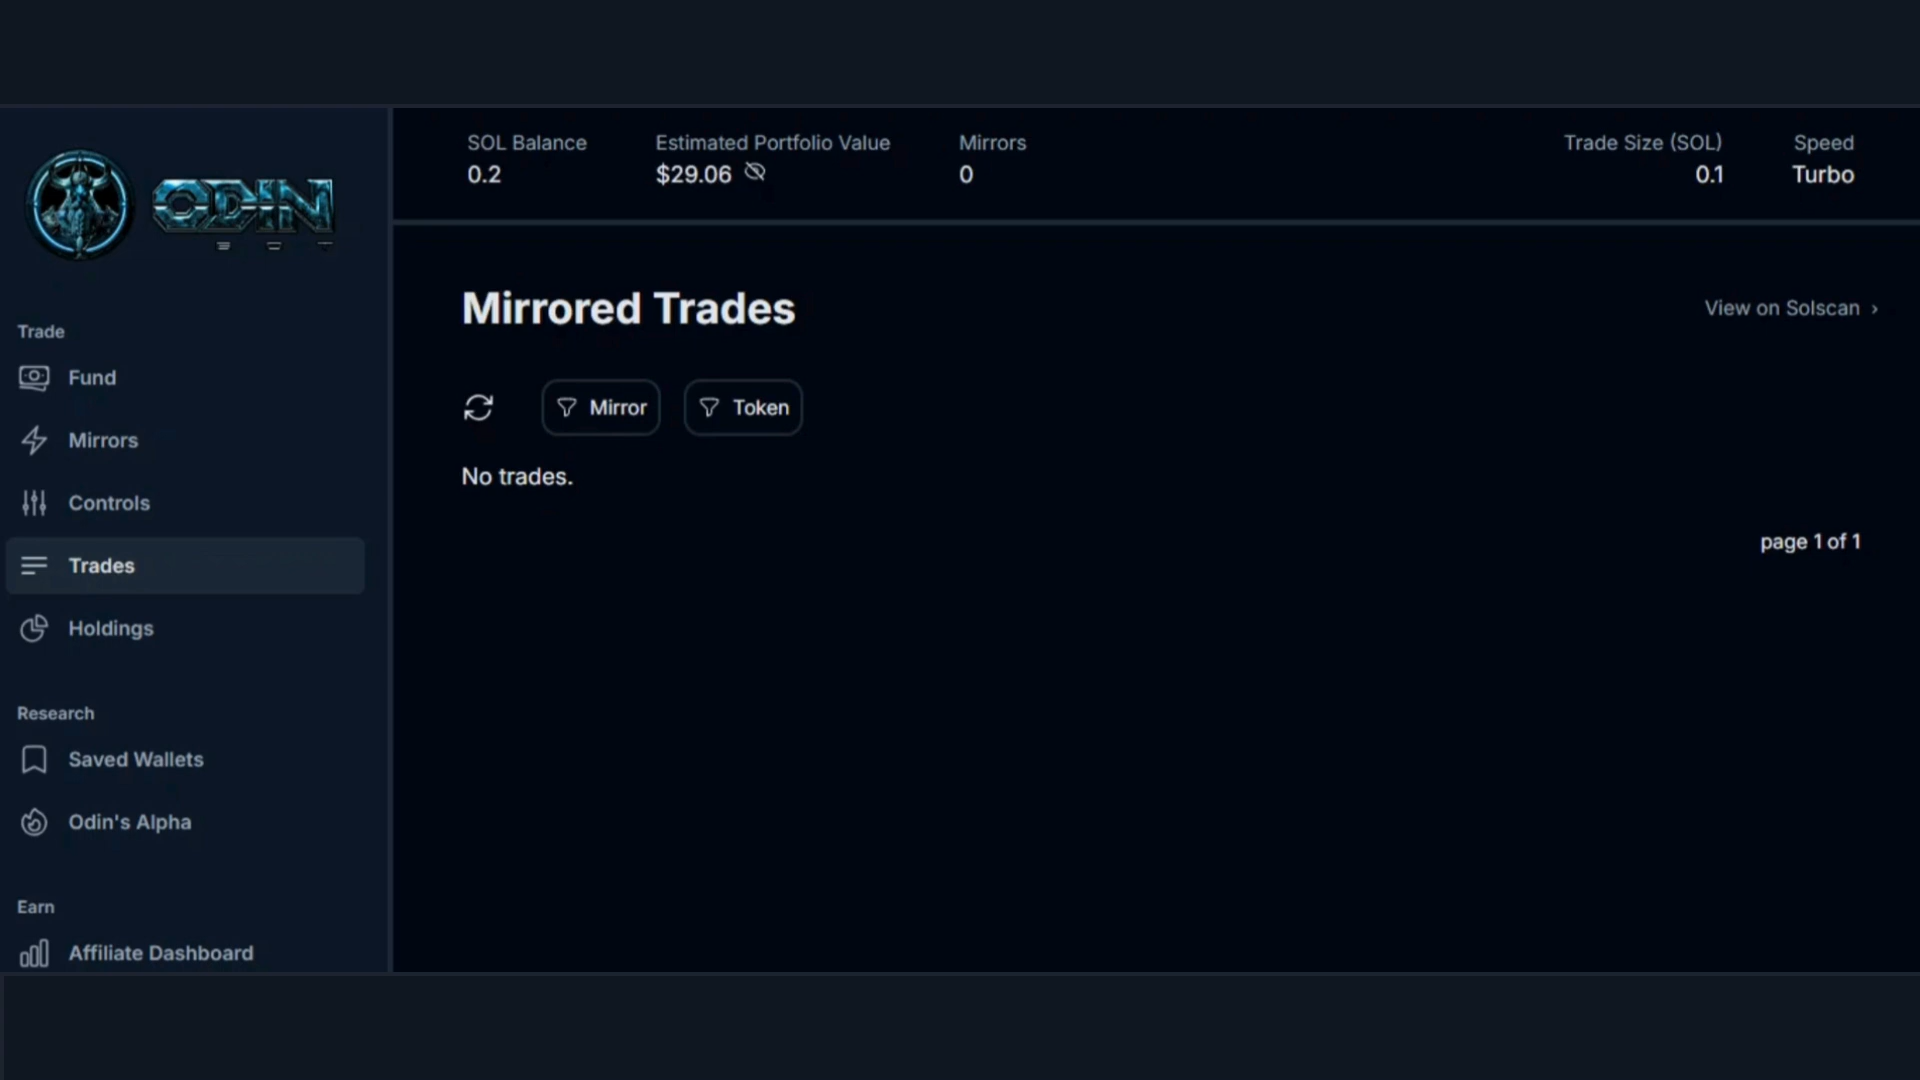 ODIN
Trade
Fund
Mirrors
Controls
Trades
Holdings
Research
Saved Wallets
Odin's Alpha
Earn
Affiliate Dashboard
SOL Balance
0.2
Estimated Portfolio Value
$29.06
Mirrors
0
Trade Size (SOL)
0.1
Speed
Turbo
Mirrored Trades
View on Solscan ›
Mirror
Token
No trades.
page 1 of 1